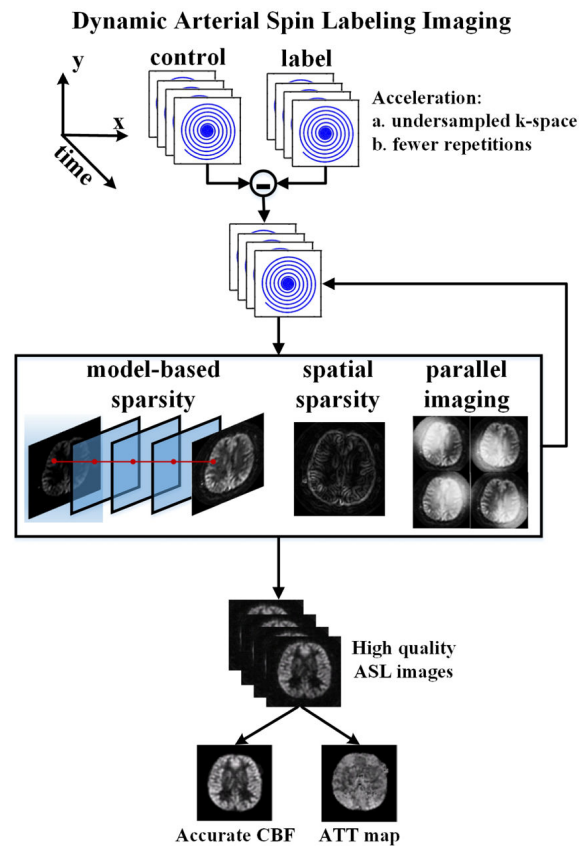 Dynamic Arterial Spin Labeling Imaging
control
label
y
x
time
Acceleration:
a. undersampled k-space
b. fewer repetitions
model-based
sparsity
spatial
sparsity
parallel
imaging
High quality
ASL images
Accurate CBF
ATT map